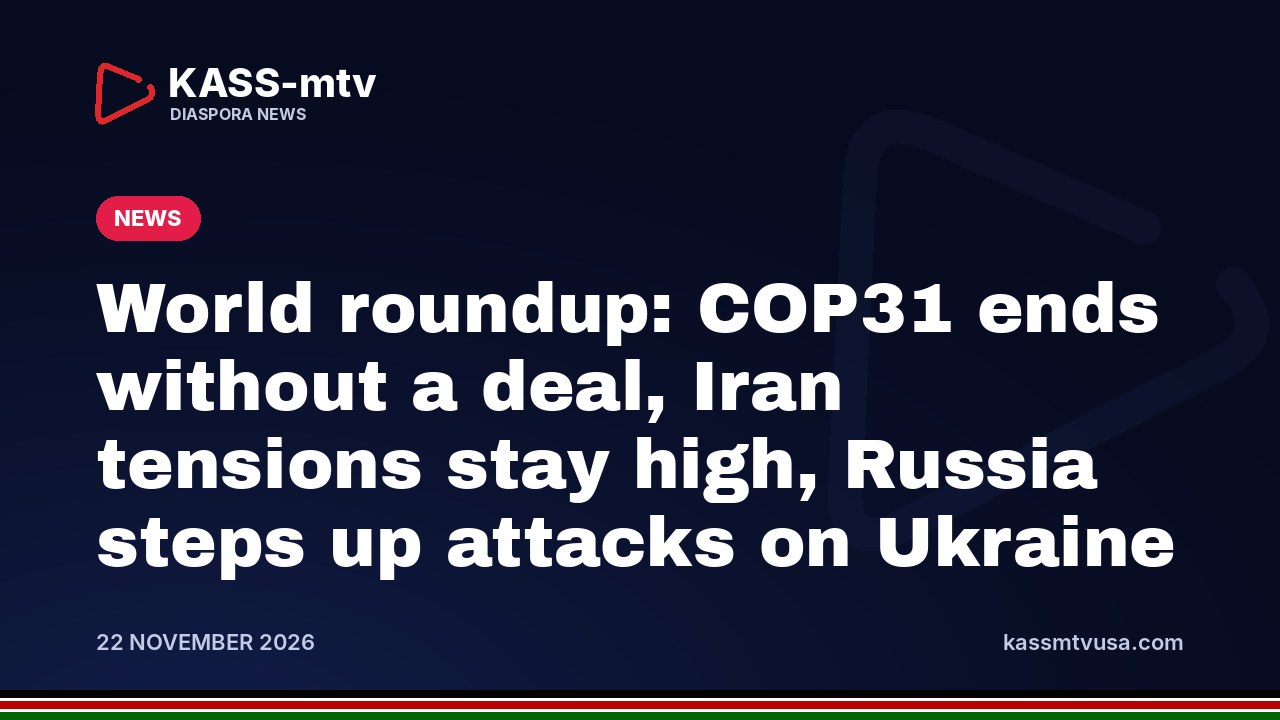 KASS-mtv
DIASPORA NEWS
NEWS
World roundup: COP31 ends
without a deal, Iran
tensions stay high, Russia
steps up attacks on Ukraine
22 NOVEMBER 2026
kassmtvusa.com